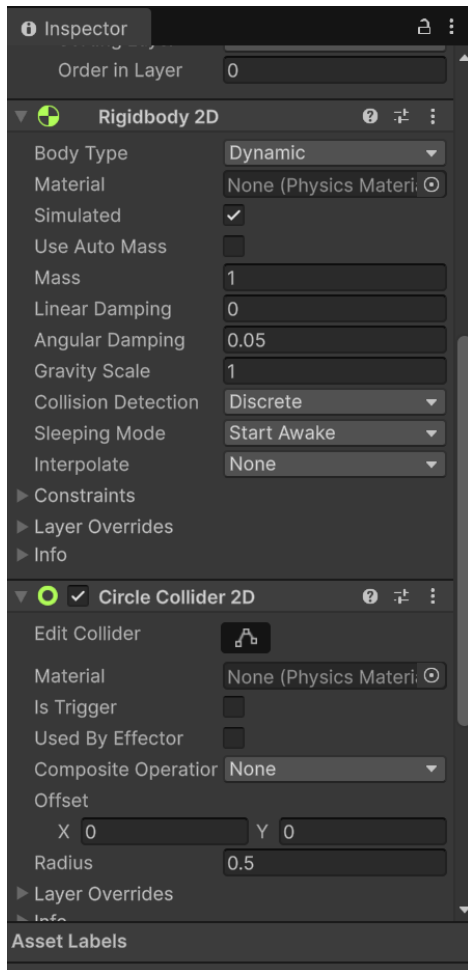 Inspector
Order in Layer 0
Rigidbody 2D
Body Type Dynamic
Material None (Physics Materi
Simulated
Use Auto Mass
Mass 1
Linear Damping 0
Angular Damping 0.05
Gravity Scale 1
Collision Detection Discrete
Sleeping Mode Start Awake
Interpolate None
Constraints
Layer Overrides
Info
Circle Collider 2D
Edit Collider
Material None (Physics Materi
Is Trigger
Used By Effector
Composite Operation None
Offset
X 0 Y 0
Radius 0.5
Layer Overrides
Asset Labels